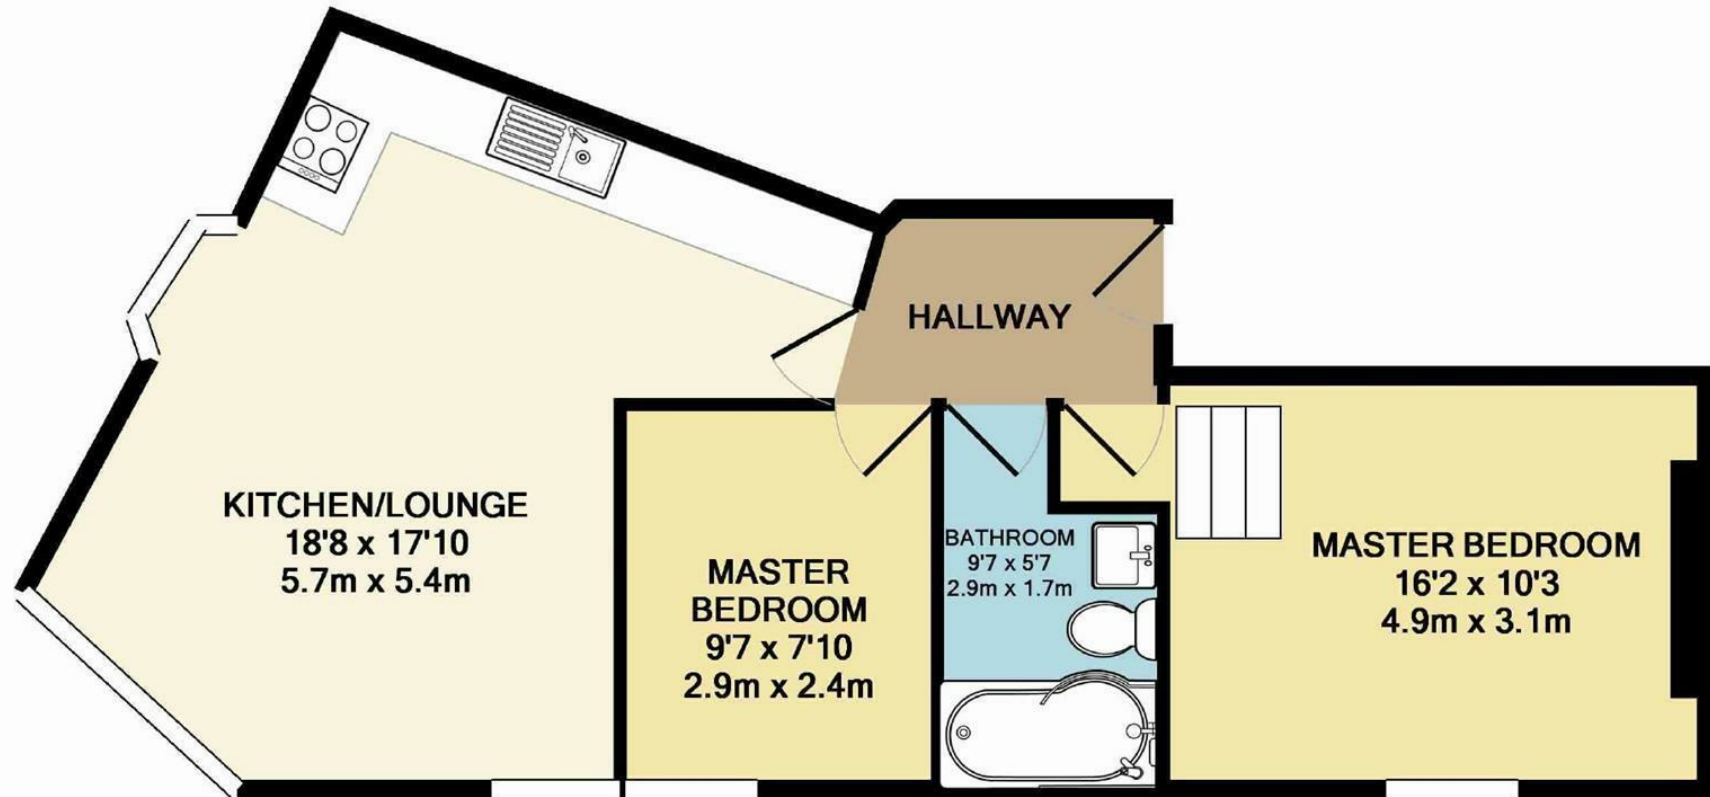 HALLWAY
KITCHEN/LOUNGE
18'8 x 17'10
5.7m x 5.4m
MASTER
BEDROOM
9'7 x 7'10
2.9m x 2.4m
BATHROOM
9'7 x 5'7
2.9m x 1.7m
MASTER BEDROOM
16'2 x 10'3
4.9m x 3.1m